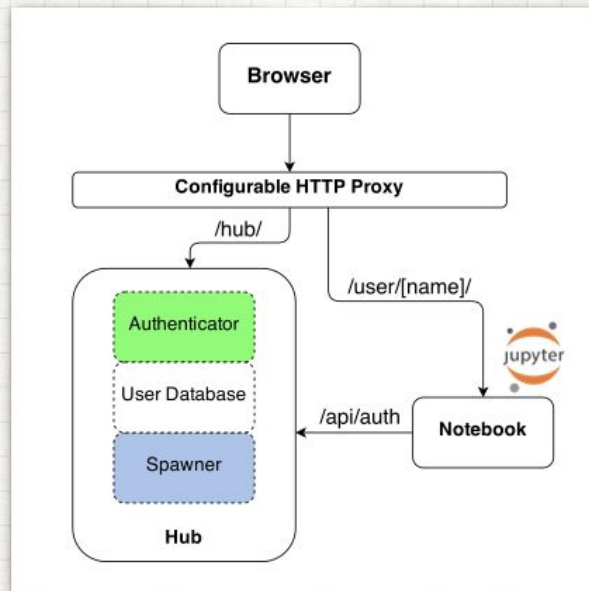 Browser
Configurable HTTP Proxy
/hub/
/user/[name]/
Authenticator
jupyter
User Database
/api/auth
Notebook
Spawner
Hub